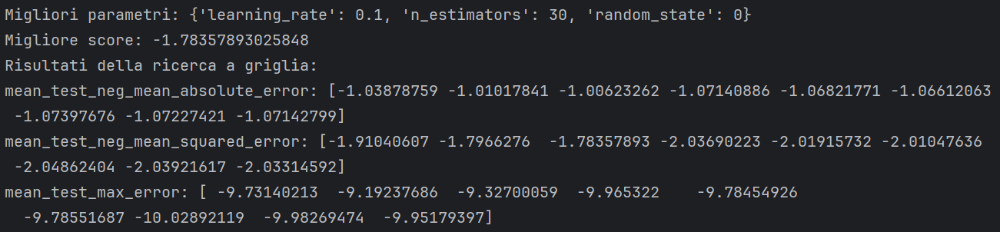 Migliori parametri: {'learning_rate': 0.1, 'n_estimators': 30, 'random_state': 0}
Migliore score: -1.78357893025848
Risultati della ricerca a griglia:
mean_test_neg_mean_absolute_error: [-1.03878759 -1.01017841 -1.00623262 -1.07140886 -1.06821771 -1.06612063
 -1.07397676 -1.07227421 -1.07142799]
mean_test_neg_mean_squared_error: [-1.91040607 -1.7966276  -1.78357893 -2.03690223 -2.01915732 -2.01047636
 -2.04862404 -2.03921617 -2.03314592]
mean_test_max_error: [ -9.73140213  -9.19237686  -9.32700059  -9.965322    -9.78454926
  -9.78551687 -10.02892119  -9.98269474  -9.95179397]